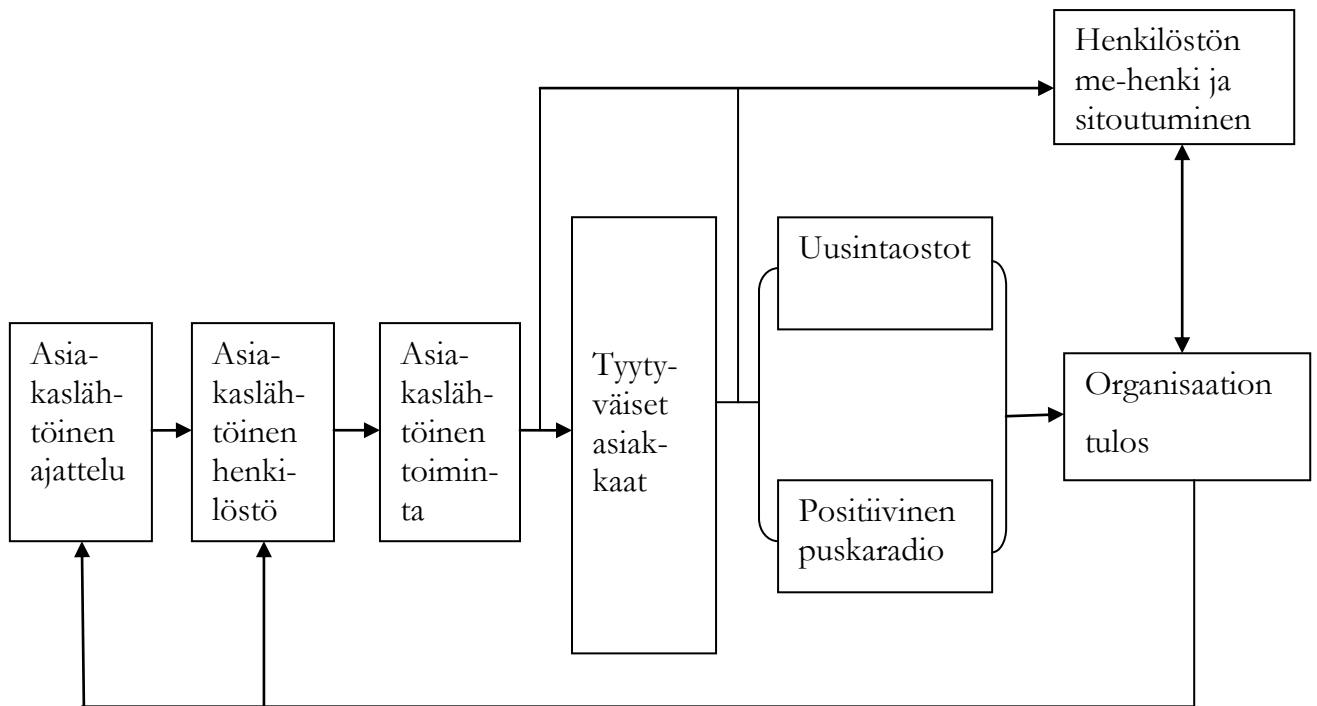 Henkilöstön
me-henki ja
sitoutuminen
Uusintaostot
Asia-
kasläh-
töinen
ajattelu
Asia-
kasläh-
töinen
henki-
löstö
Asia-
kasläh-
töinen
toimin-
ta
Tyyty-
väiset
asiak-
kaat
Organisaation
tulos
Positiivinen
puskaradio